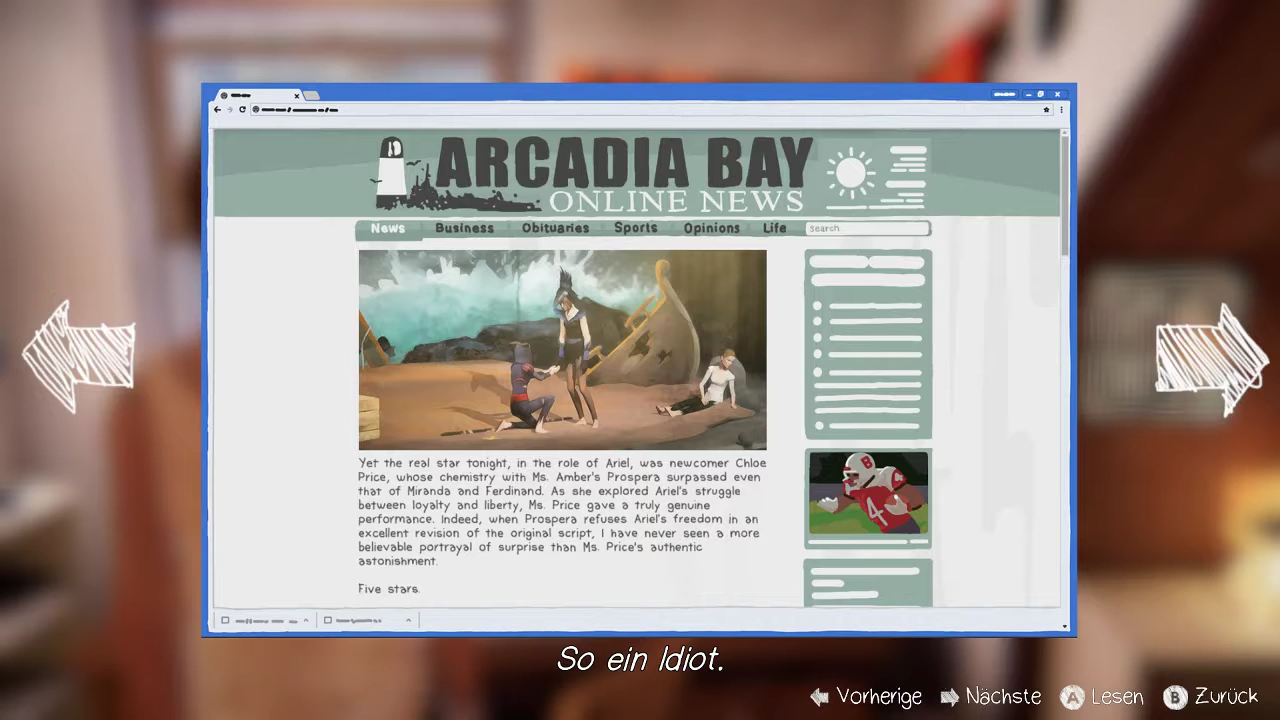 ARCADIA BAY
ONLINE NEWS
News Business Obituaries Sports Opinions Life search
Yet the real star tonight, in the role of Ariel, was newcomer Chloe
Price, whose chemistry with Ms. Amber's Prospera surpassed even
that of Miranda and Ferdinand. As she explored Ariel's struggle
between loyalty and liberty, Ms. Price gave a truly genuine
performance. Indeed, when Prospera refuses Ariel's freedom in an
excellent revision of the original script, I have never seen a more
believable portrayal of surprise than Ms. Price's authentic
astonishment.
Five stars.
B
4
4
So ein Idiot.
Vorherige Nächste A Lesen B Zurück